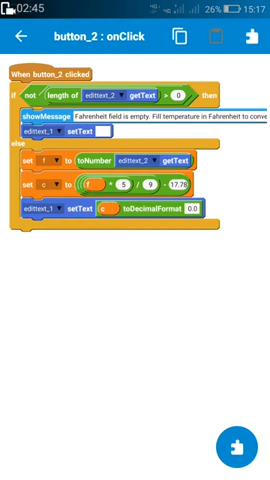 02:45 26% 15:17
button_2 : onClick
When button_2 clicked
if not length of edittext_2 getText > 0 then
showMessage Fahrenheit field is empty. Fill temperature in Fahrenheit to conve
edittext_1 setText
else
set f to toNumber edittext_2 getText
set c to f * 5 / 9 - 17.78
edittext_1 setText c toDecimalFormat 0.0